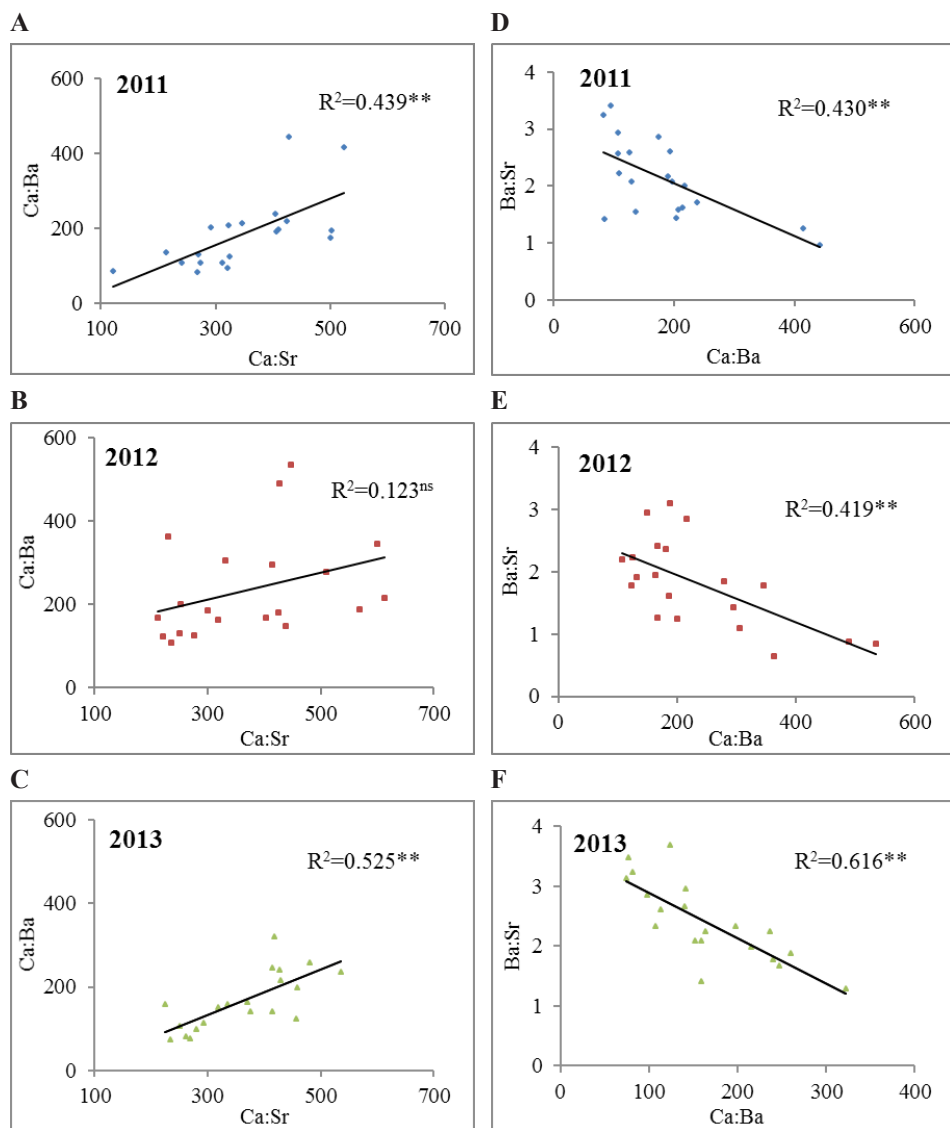 A
2011
R²=0.439**
Ca:Ba
600
400
200
0
100 300 500 700
Ca:Sr
D
2011
R²=0.430**
Ba:Sr
4
3
2
1
0
0 200 400 600
Ca:Ba
B
2012
R²=0.123ns
Ca:Ba
600
400
200
0
100 300 500 700
Ca:Sr
E
2012
R²=0.419**
Ba:Sr
4
3
2
1
0
0 200 400 600
Ca:Ba
C
2013
R²=0.525**
Ca:Ba
600
400
200
0
100 300 500 700
Ca:Sr
F
2013
R²=0.616**
Ba:Sr
4
3
2
1
0
0 100 200 300 400
Ca:Ba